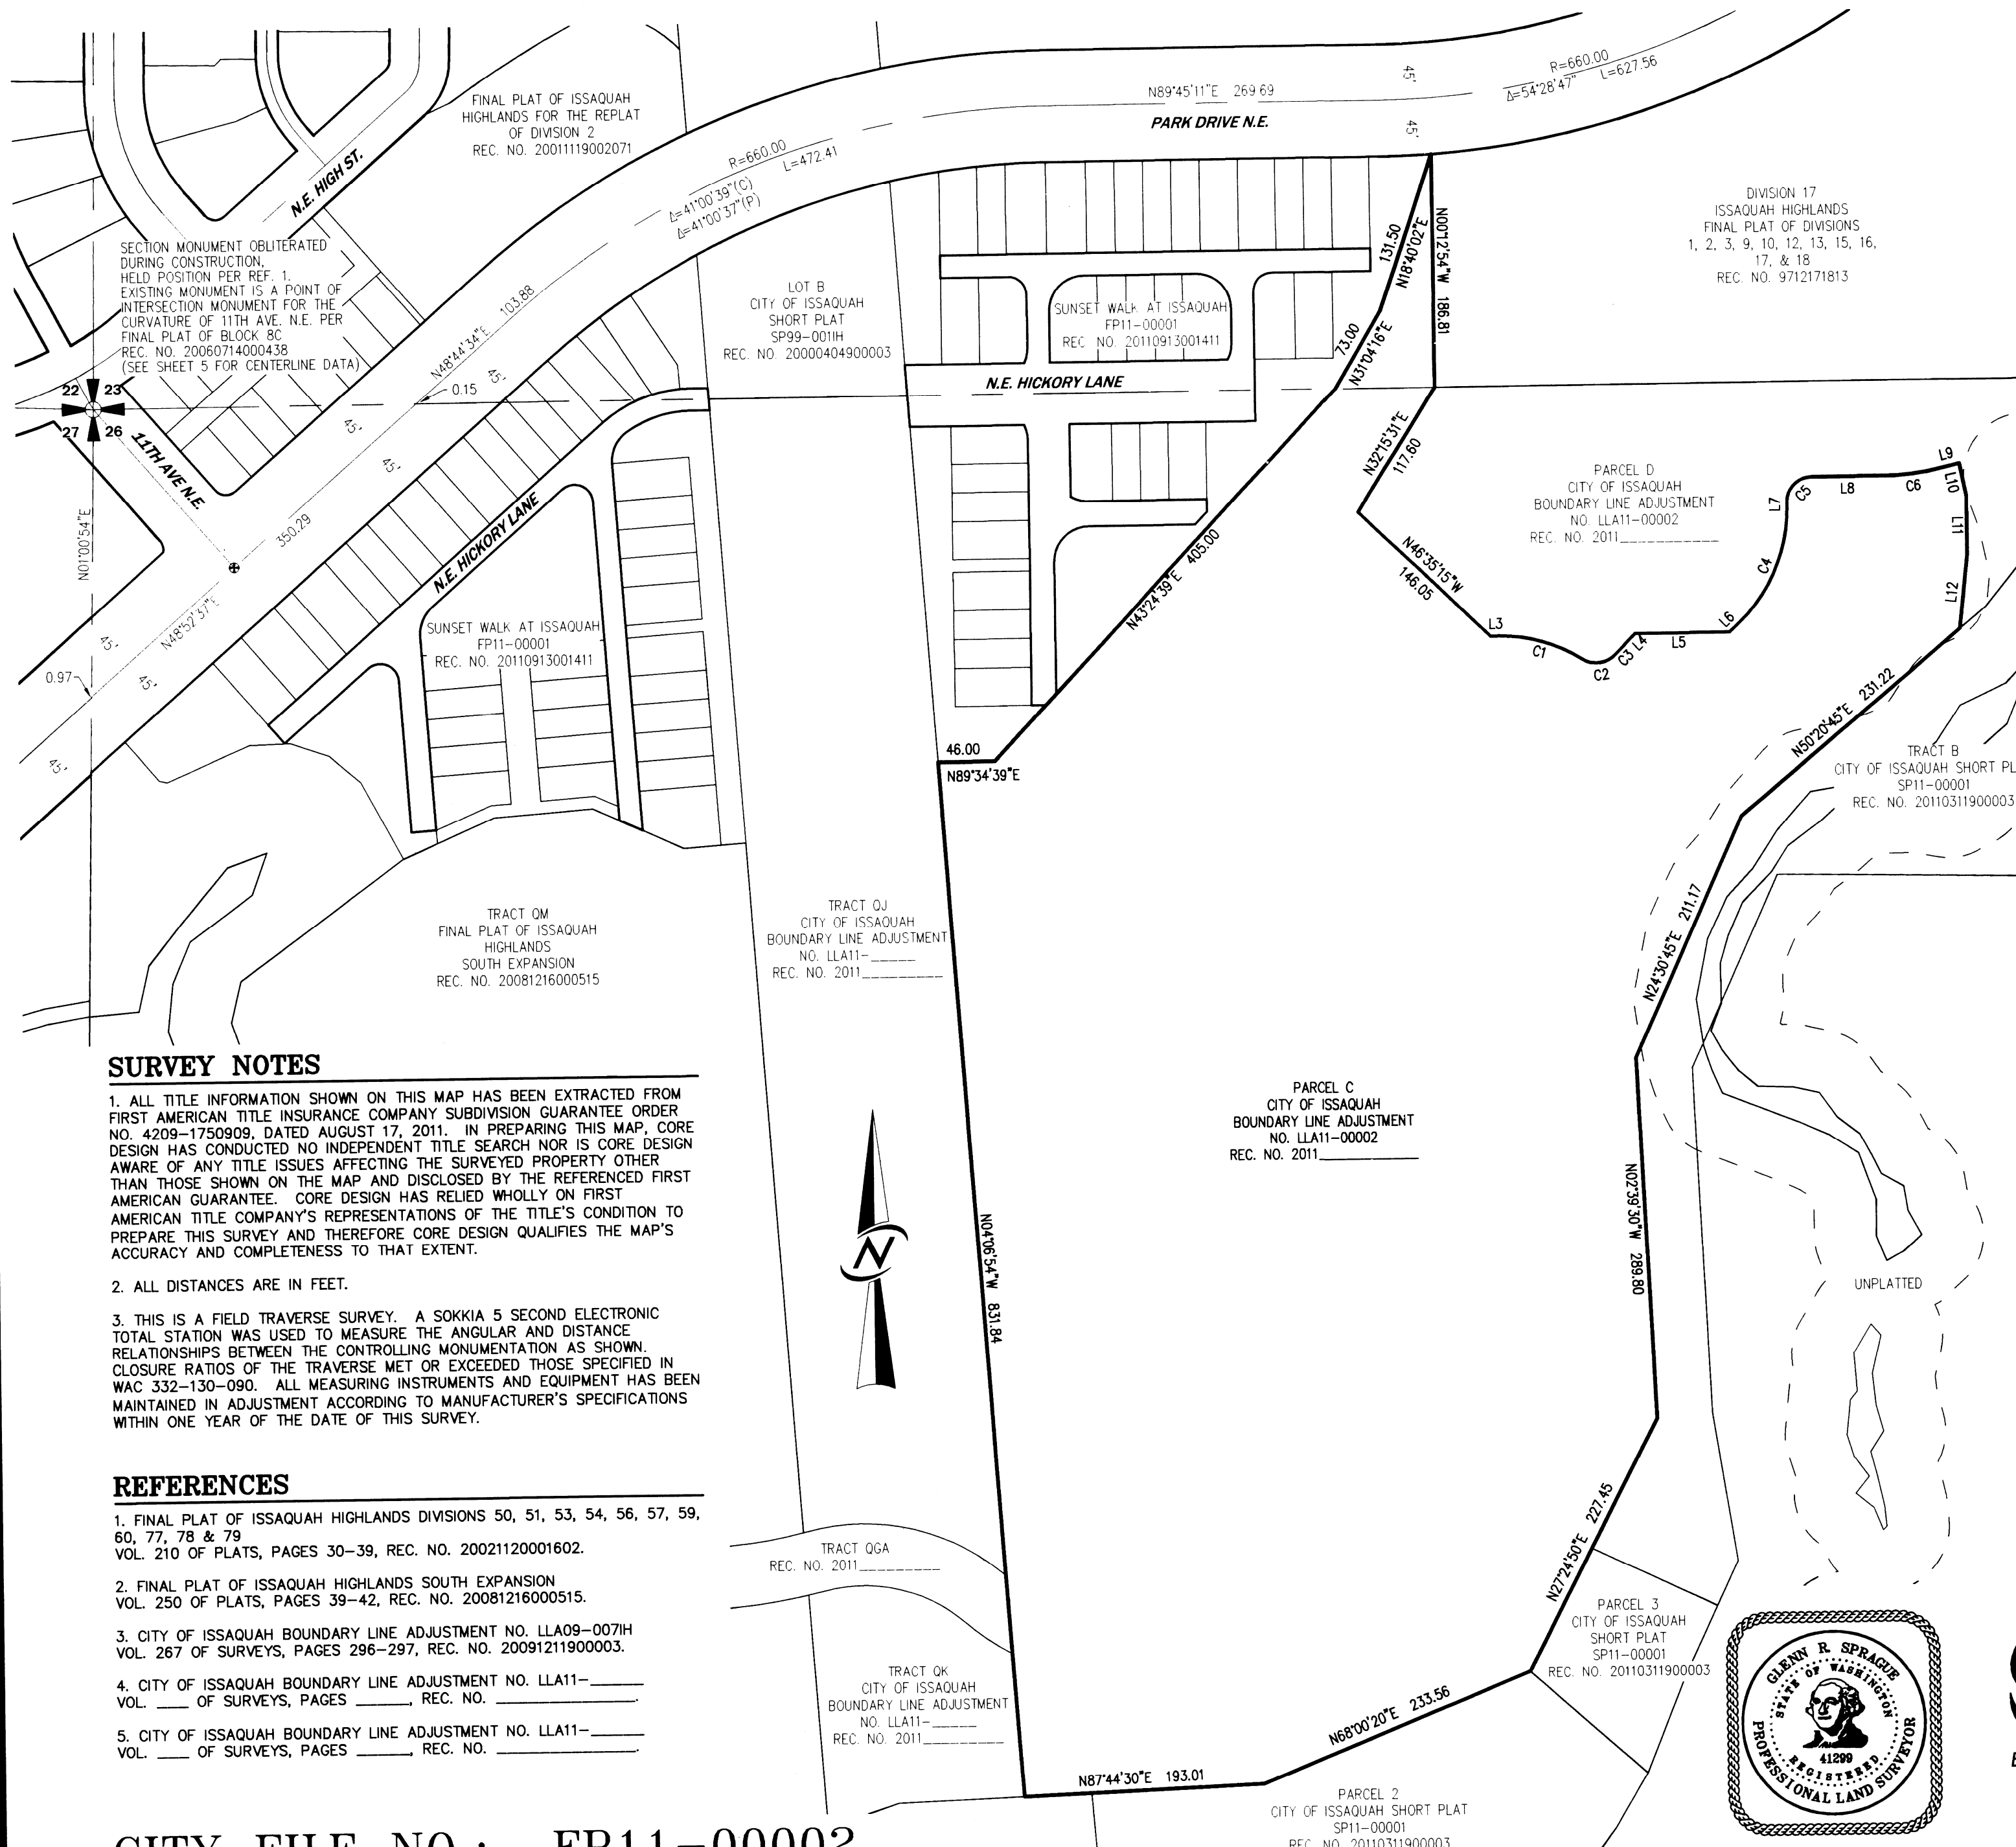 FINAL PLAT OF ISSAQUAH
HIGHLANDS FOR THE REPLAT
OF DIVISION 2
REC. NO. 20011119002071
N.E. HIGH ST.
R=660.00
L=472.41
Δ=41°00'39"(C)
Δ=41°00'37"(P)
N89°45'11"E 269.69
PARK DRIVE N.E.
45'
45'
R=660.00
L=627.56
Δ=54°28'47"
DIVISION 17
ISSAQUAH HIGHLANDS
FINAL PLAT OF DIVISIONS
1, 2, 3, 9, 10, 12, 13, 15, 16,
17, & 18
REC. NO. 9712171813
SECTION MONUMENT OBLITERATED
DURING CONSTRUCTION,
HELD POSITION PER REF. 1.
EXISTING MONUMENT IS A POINT OF
INTERSECTION MONUMENT FOR THE
CURVATURE OF 11TH AVE. N.E. PER
FINAL PLAT OF BLOCK 8C
REC. NO. 20060714000438
(SEE SHEET 5 FOR CENTERLINE DATA)
22 23
27 26
11TH AVE N.E.
N01°00'54"E
N48°44'34"E 103.88
0.15
45'
45'
45'
350.29
N48°52'37"E
45'
45'
0.97
45'
N.E. HICKORY LANE
LOT B
CITY OF ISSAQUAH
SHORT PLAT
SP99-001IH
REC. NO. 20000404900003
SUNSET WALK AT ISSAQUAH
FP11-00001
REC. NO. 20110913001411
N.E. HICKORY LANE
131.50
N18°40'02"E
N00°12'54"W 186.81
73.00
N31°04'16"E
N32°15'31"E
117.60
N46°35'15"W
146.05
N43°24'39"E 405.00
PARCEL D
CITY OF ISSAQUAH
BOUNDARY LINE ADJUSTMENT
NO. LLA11-00002
REC. NO. 2011___________
L3
C1
C2
C3
L4
L5
L6
C4
L7
C5
L8
C6
L9
L10
L11
L12
SUNSET WALK AT ISSAQUAH
FP11-00001
REC. NO. 20110913001411
46.00
N89°34'39"E
N50°20'45"E 231.22
TRACT B
CITY OF ISSAQUAH SHORT PL
SP11-00001
REC. NO. 20110311900003
N24°30'45"E 211.17
TRACT QM
FINAL PLAT OF ISSAQUAH
HIGHLANDS
SOUTH EXPANSION
REC. NO. 20081216000515
TRACT QJ
CITY OF ISSAQUAH
BOUNDARY LINE ADJUSTMENT
NO. LLA11-_____
REC. NO. 2011_________
PARCEL C
CITY OF ISSAQUAH
BOUNDARY LINE ADJUSTMENT
NO. LLA11-00002
REC. NO. 2011___________
N02°39'30"W 289.80
UNPLATTED
N04°06'54"W 831.84
N
SURVEY NOTES
1. ALL TITLE INFORMATION SHOWN ON THIS MAP HAS BEEN EXTRACTED FROM
FIRST AMERICAN TITLE INSURANCE COMPANY SUBDIVISION GUARANTEE ORDER
NO. 4209-1750909, DATED AUGUST 17, 2011. IN PREPARING THIS MAP, CORE
DESIGN HAS CONDUCTED NO INDEPENDENT TITLE SEARCH NOR IS CORE DESIGN
AWARE OF ANY TITLE ISSUES AFFECTING THE SURVEYED PROPERTY OTHER
THAN THOSE SHOWN ON THE MAP AND DISCLOSED BY THE REFERENCED FIRST
AMERICAN GUARANTEE. CORE DESIGN HAS RELIED WHOLLY ON FIRST
AMERICAN TITLE COMPANY'S REPRESENTATIONS OF THE TITLE'S CONDITION TO
PREPARE THIS SURVEY AND THEREFORE CORE DESIGN QUALIFIES THE MAP'S
ACCURACY AND COMPLETENESS TO THAT EXTENT.
2. ALL DISTANCES ARE IN FEET.
3. THIS IS A FIELD TRAVERSE SURVEY. A SOKKIA 5 SECOND ELECTRONIC
TOTAL STATION WAS USED TO MEASURE THE ANGULAR AND DISTANCE
RELATIONSHIPS BETWEEN THE CONTROLLING MONUMENTATION AS SHOWN.
CLOSURE RATIOS OF THE TRAVERSE MET OR EXCEEDED THOSE SPECIFIED IN
WAC 332-130-090. ALL MEASURING INSTRUMENTS AND EQUIPMENT HAS BEEN
MAINTAINED IN ADJUSTMENT ACCORDING TO MANUFACTURER'S SPECIFICATIONS
WITHIN ONE YEAR OF THE DATE OF THIS SURVEY.
REFERENCES
1. FINAL PLAT OF ISSAQUAH HIGHLANDS DIVISIONS 50, 51, 53, 54, 56, 57, 59,
60, 77, 78 & 79
VOL. 210 OF PLATS, PAGES 30-39, REC. NO. 20021120001602.
2. FINAL PLAT OF ISSAQUAH HIGHLANDS SOUTH EXPANSION
VOL. 250 OF PLATS, PAGES 39-42, REC. NO. 20081216000515.
3. CITY OF ISSAQUAH BOUNDARY LINE ADJUSTMENT NO. LLA09-007IH
VOL. 267 OF SURVEYS, PAGES 296-297, REC. NO. 20091211900003.
4. CITY OF ISSAQUAH BOUNDARY LINE ADJUSTMENT NO. LLA11-_____
VOL. ___ OF SURVEYS, PAGES _____, REC. NO. _____________.
5. CITY OF ISSAQUAH BOUNDARY LINE ADJUSTMENT NO. LLA11-_____
VOL. ___ OF SURVEYS, PAGES _____, REC. NO. _____________.
TRACT QGA
REC. NO. 2011_________
TRACT QK
CITY OF ISSAQUAH
BOUNDARY LINE ADJUSTMENT
NO. LLA11-_____
REC. NO. 2011_________
N27°24'50"E 227.45
PARCEL 3
CITY OF ISSAQUAH
SHORT PLAT
SP11-00001
REC. NO. 20110311900003
N68°00'20"E 233.56
N87°44'30"E 193.01
PARCEL 2
CITY OF ISSAQUAH SHORT PLAT
SP11-00001
REC. NO. 20110311900003
GLENN R. SPRAGUE
STATE OF WASHINGTON
41299
REGISTERED
PROFESSIONAL LAND SURVEYOR
CITY FILE NO.: FP11-00002